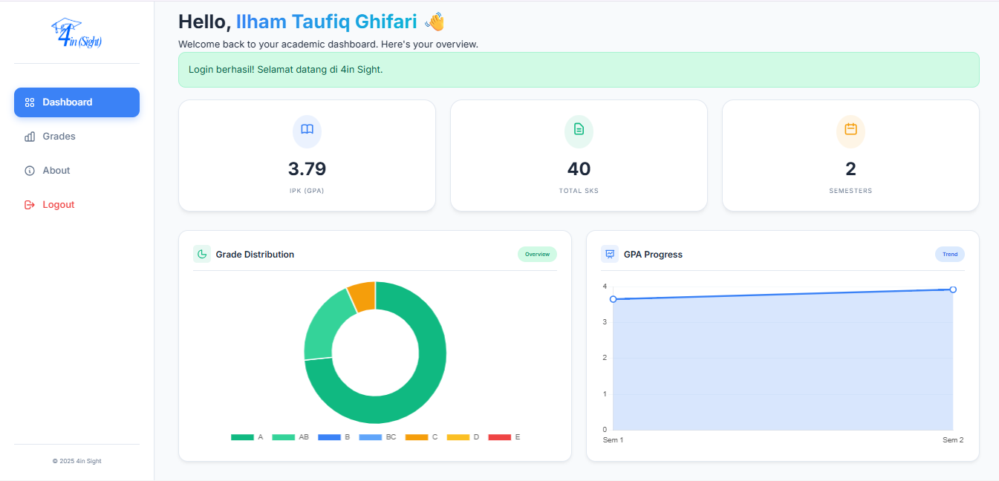 4in (Sight)
Dashboard
Grades
About
Logout
© 2025 4in Sight
Hello, Ilham Taufiq Ghifari 👋
Welcome back to your academic dashboard. Here's your overview.
Login berhasil! Selamat datang di 4in Sight.
3.79
IPK (GPA)
40
TOTAL SKS
2
SEMESTERS
Grade Distribution
Overview
A AB B BC C D E
GPA Progress
Trend
4
3
2
1
0
Sem 1 Sem 2